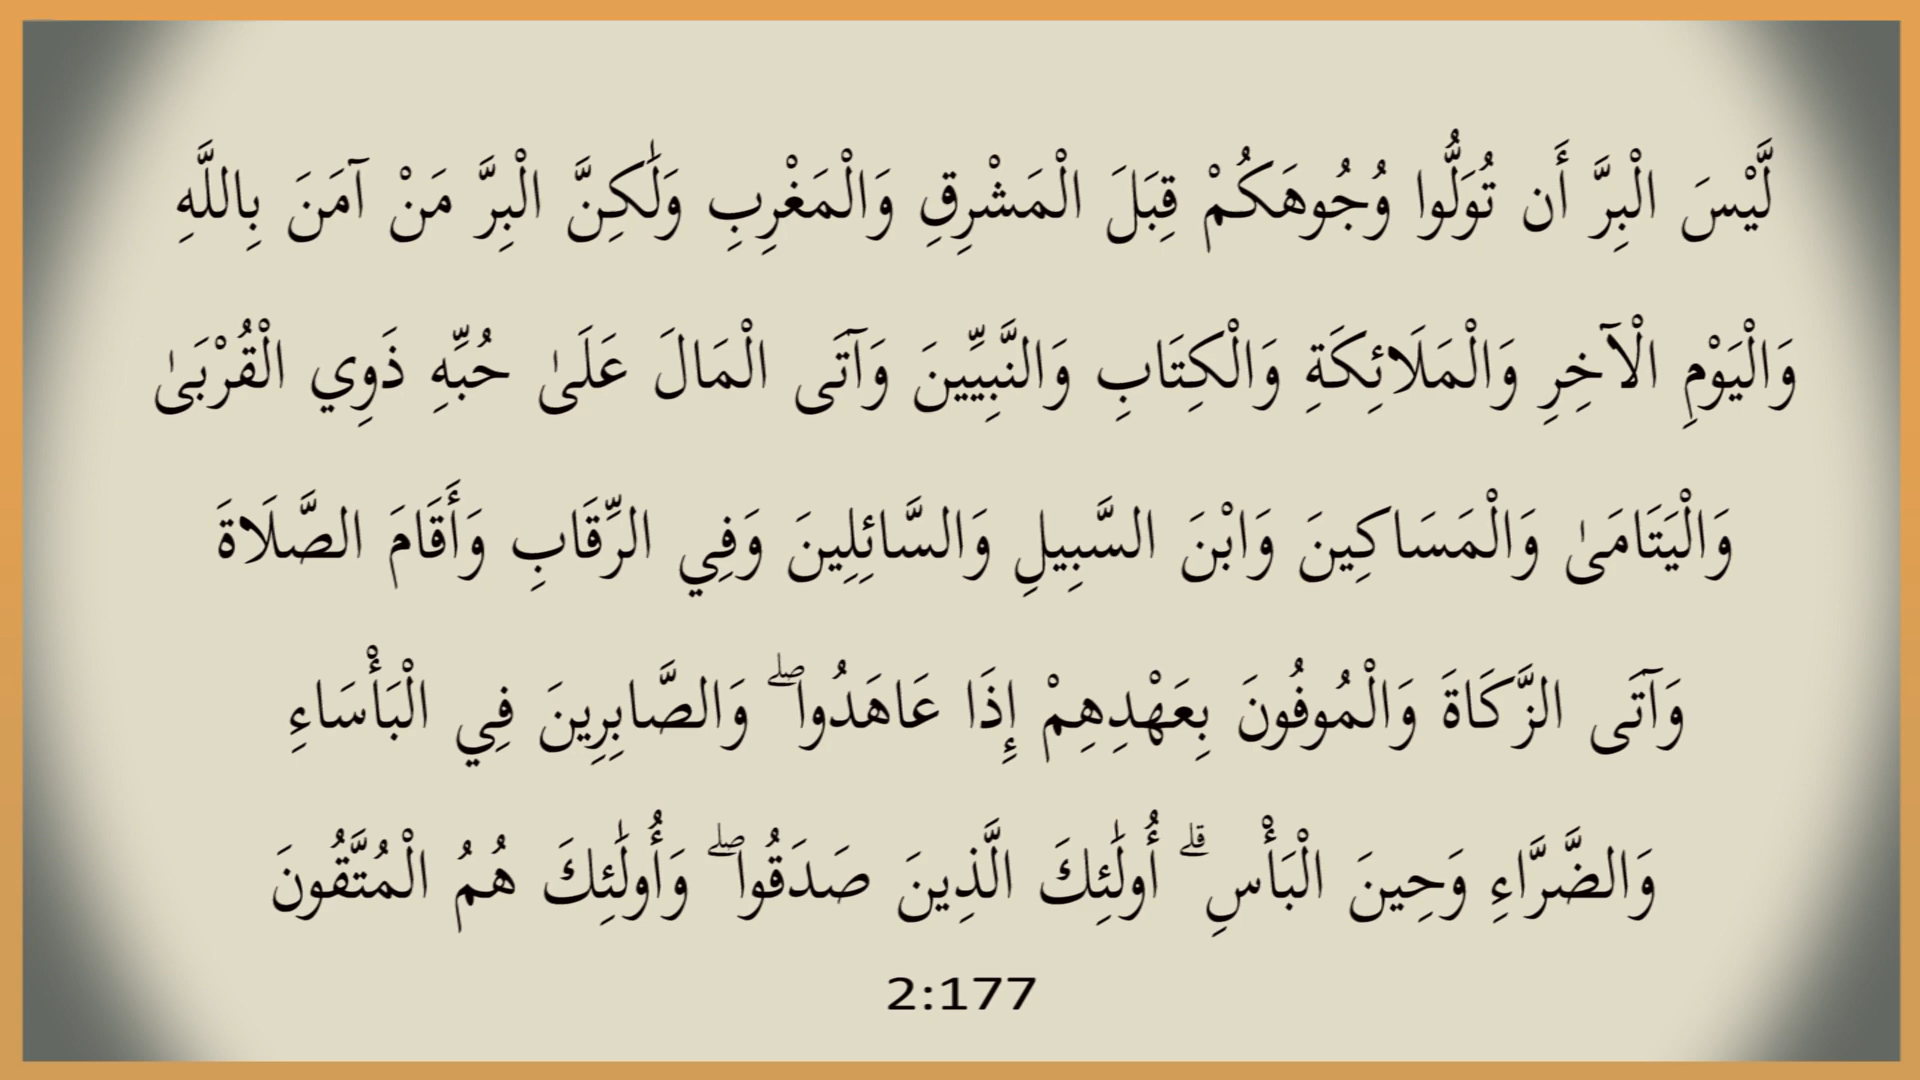 لَّيْسَ الْبِرَّ أَن تُوَلُّوا وُجُوهَكُمْ قِبَلَ الْمَشْرِقِ وَالْمَغْرِبِ وَلَٰكِنَّ الْبِرَّ مَنْ آمَنَ بِاللَّهِ
وَالْيَوْمِ الْآخِرِ وَالْمَلَائِكَةِ وَالْكِتَابِ وَالنَّبِيِّينَ وَآتَى الْمَالَ عَلَىٰ حُبِّهِ ذَوِي الْقُرْبَىٰ
وَالْيَتَامَىٰ وَالْمَسَاكِينَ وَابْنَ السَّبِيلِ وَالسَّائِلِينَ وَفِي الرِّقَابِ وَأَقَامَ الصَّلَاةَ
وَآتَى الزَّكَاةَ وَالْمُوفُونَ بِعَهْدِهِمْ إِذَا عَاهَدُوا ۖ وَالصَّابِرِينَ فِي الْبَأْسَاءِ
وَالضَّرَّاءِ وَحِينَ الْبَأْسِ ۗ أُولَٰئِكَ الَّذِينَ صَدَقُوا ۖ وَأُولَٰئِكَ هُمُ الْمُتَّقُونَ
2:177